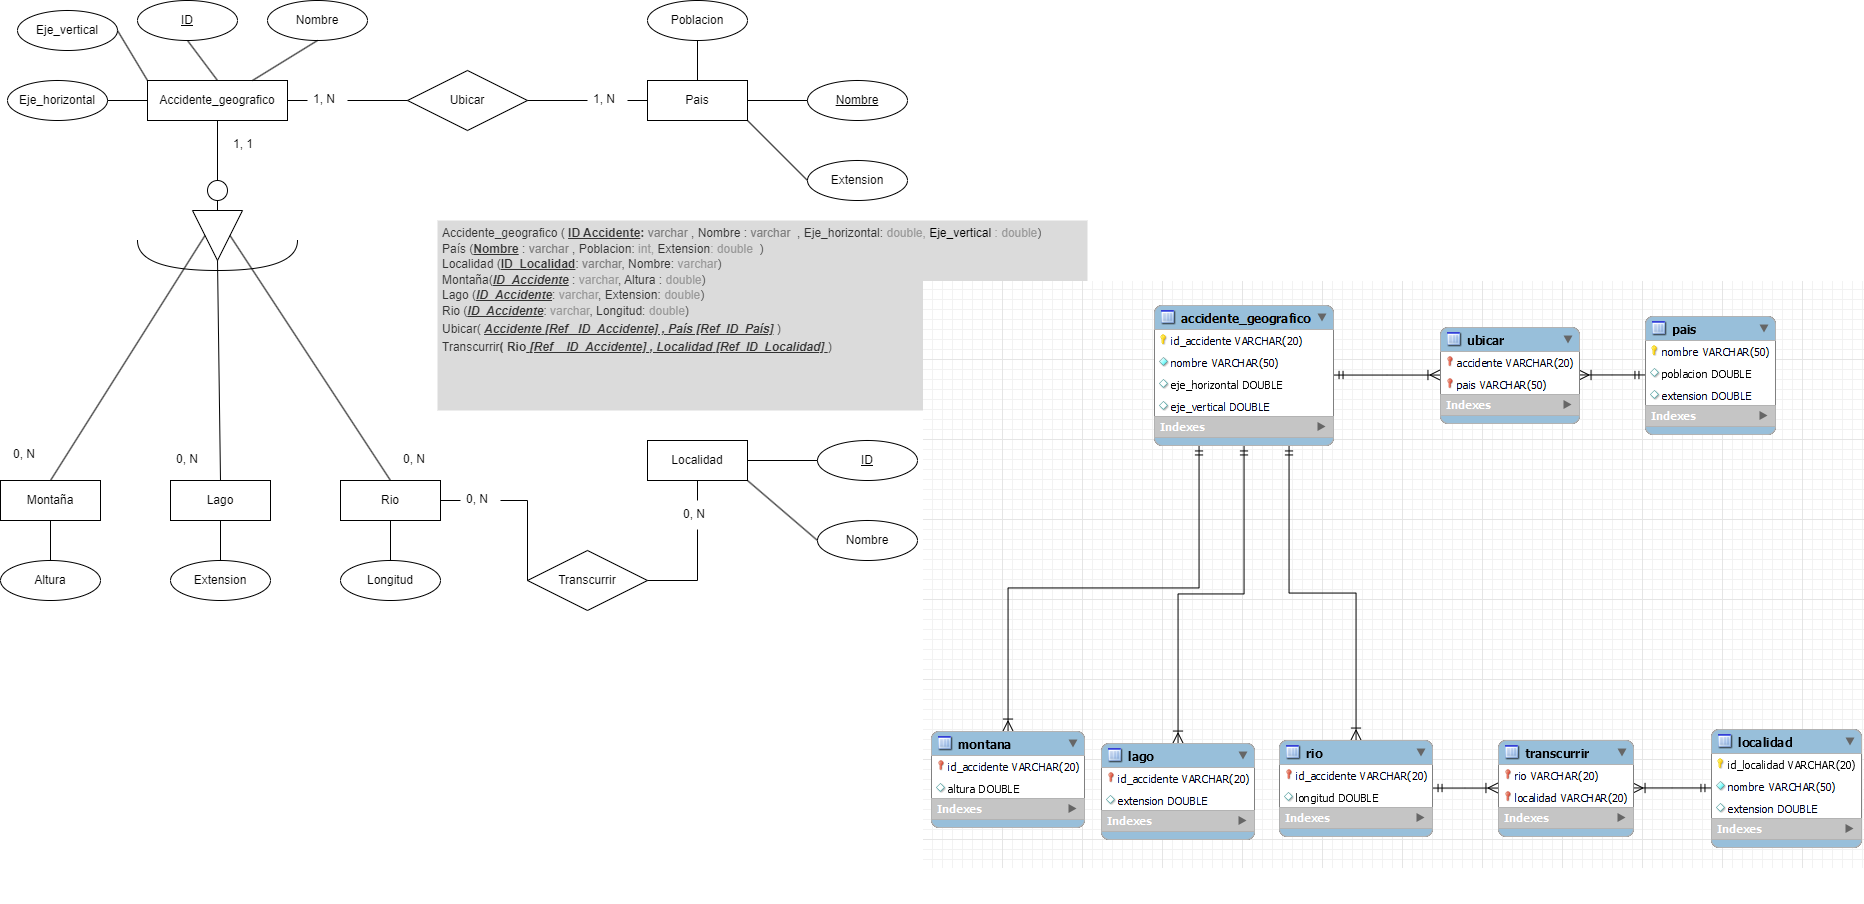 ID
Nombre
Eje_vertical
Eje_horizontal
Accidente_geografico
1, N
Ubicar
1, N
Pais
Poblacion
Nombre
Extension
1, 1
Accidente_geografico ( ID Accidente: varchar , Nombre : varchar , Eje_horizontal: double, Eje_vertical : double)
País (Nombre : varchar , Poblacion: int, Extension: double )
Localidad (ID_Localidad: varchar, Nombre: varchar)
Montaña(ID_Accidente : varchar, Altura : double)
Lago (ID_Accidente: varchar, Extension: double)
Rio (ID_Accidente: varchar, Longitud: double)
Ubicar( Accidente [Ref_ID_Accidente] , País [Ref_ID_País] )
Transcurrir( Rio [Ref_ ID_Accidente] , Localidad [Ref_ID_Localidad] )
0, N
0, N
0, N
Montaña
Lago
Rio
0, N
Altura
Extension
Longitud
Transcurrir
0, N
Localidad
ID
Nombre
accidente_geografico
id_accidente VARCHAR(20)
nombre VARCHAR(50)
eje_horizontal DOUBLE
eje_vertical DOUBLE
Indexes
ubicar
accidente VARCHAR(20)
pais VARCHAR(50)
Indexes
pais
nombre VARCHAR(50)
poblacion DOUBLE
extension DOUBLE
Indexes
montana
id_accidente VARCHAR(20)
altura DOUBLE
Indexes
lago
id_accidente VARCHAR(20)
extension DOUBLE
Indexes
rio
id_accidente VARCHAR(20)
longitud DOUBLE
Indexes
transcurrir
rio VARCHAR(20)
localidad VARCHAR(20)
Indexes
localidad
id_localidad VARCHAR(20)
nombre VARCHAR(50)
extension DOUBLE
Indexes